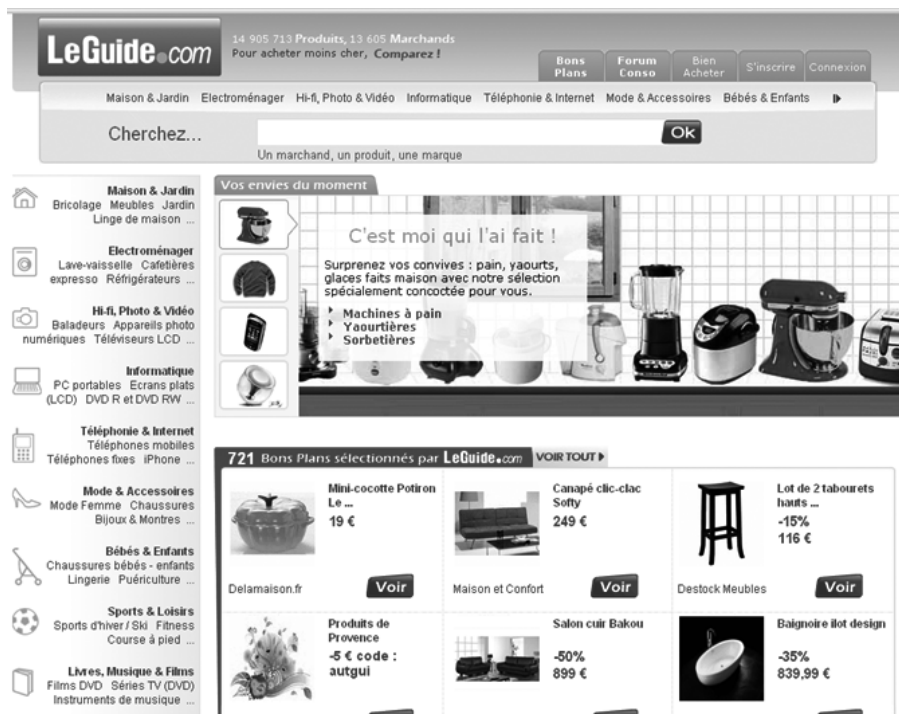 LeGuide.com
14 905 713 Produits, 13 605 Marchands
Pour acheter moins cher, Comparez !
Bons Plans
Forum Conso
Bien Acheter
S'inscrire
Connexion
Maison & Jardin Electroménager Hi-fi, Photo & Vidéo Informatique Téléphonie & Internet Mode & Accessoires Bébés & Enfants
Cherchez...
Ok
Un marchand, un produit, une marque
Maison & Jardin
Bricolage Meubles Jardin
Linge de maison ...
Electroménager
Lave-vaisselle Cafetières
expresso Réfrigérateurs ...
Hi-fi, Photo & Vidéo
Baladeurs Appareils photo
numériques Téléviseurs LCD ...
Informatique
PC portables Ecrans plats
(LCD) DVD R et DVD RW ...
Téléphonie & Internet
Téléphones mobiles
Téléphones fixes iPhone ...
Mode & Accessoires
Mode Femme Chaussures
Bijoux & Montres ...
Bébés & Enfants
Chaussures bébés - enfants
Lingerie Puériculture ...
Sports & Loisirs
Sports d'hiver / Ski Fitness
Course à pied ...
Livres, Musique & Films
Films DVD Séries TV (DVD)
Instruments de musique ...
Vos envies du moment
C'est moi qui l'ai fait !
Surprenez vos convives : pain, yaourts,
glaces faits maison avec notre sélection
spécialement concoctée pour vous.
Machines à pain
Yaourtières
Sorbetières
721 Bons Plans sélectionnés par LeGuide.com VOIR TOUT
Mini-cocotte Potiron
Le ...
19 €
Delamaison.fr
Voir
Canapé clic-clac
Softy
249 €
Maison et Confort
Voir
Lot de 2 tabourets
hauts ...
-15%
116 €
Destock Meubles
Voir
Produits de
Provence
-5 € code :
autgui
Salon cuir Bakou
-50%
899 €
Baignoire ilot design
-35%
839,99 €